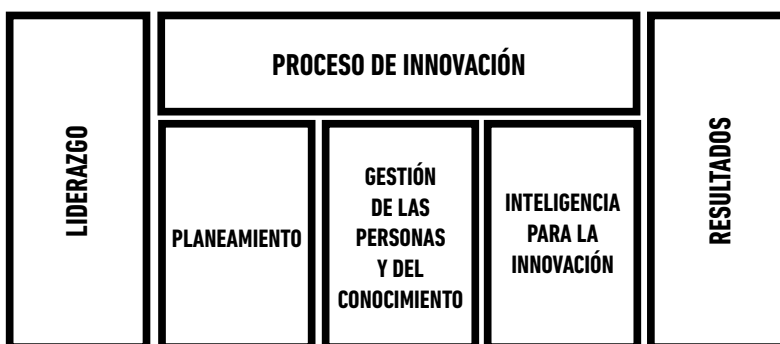 LIDERAZGO
PROCESO DE INNOVACIÓN
PLANEAMIENTO
GESTIÓN
DE LAS
PERSONAS
Y DEL
CONOCIMIENTO
INTELIGENCIA
PARA LA
INNOVACIÓN
RESULTADOS